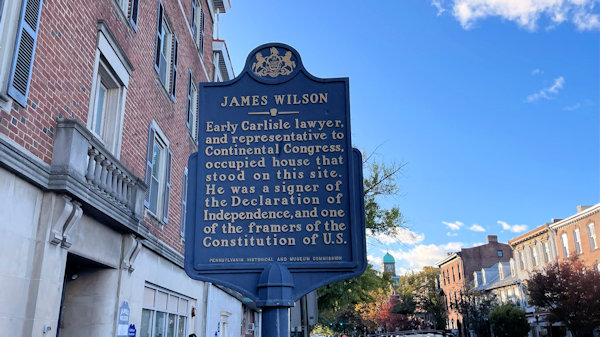 JAMES WILSON
Early Carlisle lawyer,
and representative to
Continental Congress,
occupied house that
stood on this site.
He was a signer of
the Declaration of
Independence, and one
of the framers of the
Constitution of U.S.
PENNSYLVANIA HISTORICAL AND MUSEUM COMMISSION